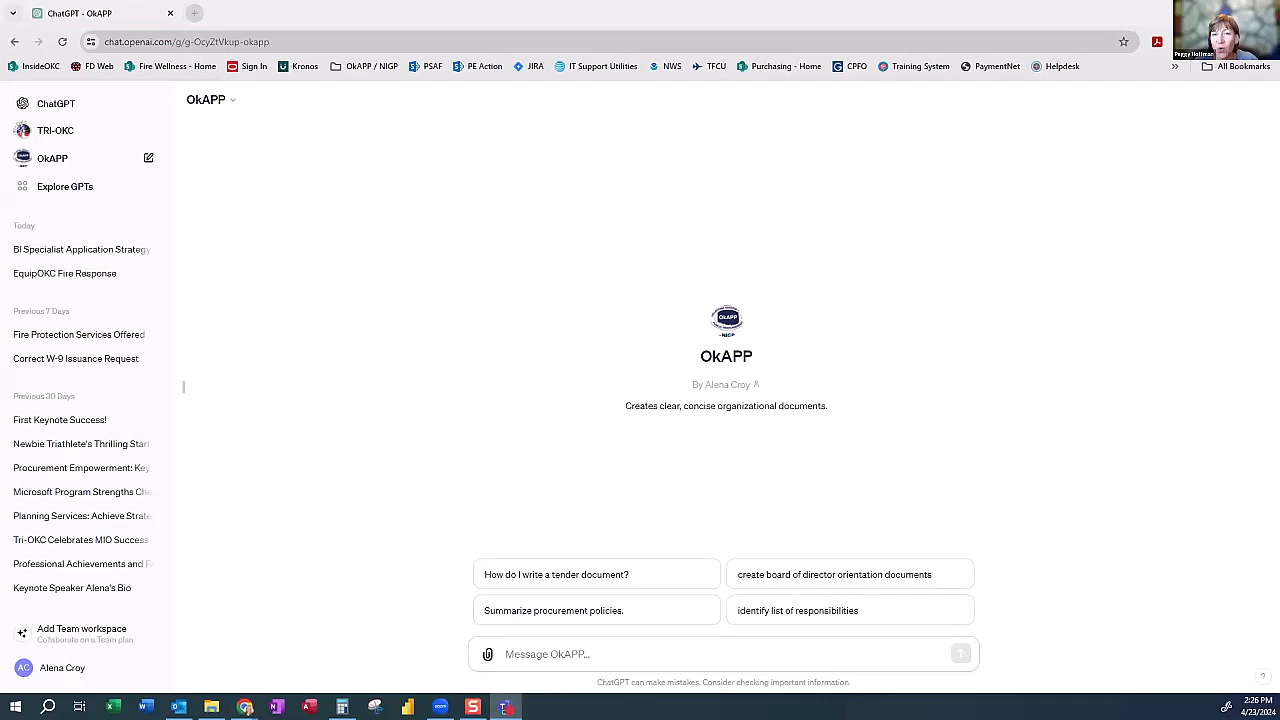 ChatGPT - OkAPP
chat.openai.com/g/g-OcyZtVkup-okapp
InsideOKC FD Web Fire Wellness - Home Sign In Kronos OkAPP / NIGP PSAF PE Action JIRA IT Support Utilities NWS TFCU Purchasing - Home CPFO Training System PaymentNet Helpdesk » All Bookmarks
Peggy Hoffman
ChatGPT
TRI-OKC
OkAPP
Explore GPTs
Today
BI Specialist Application Strategy
EquipOKC Fire Response
Previous 7 Days
Fire Protection Services Offered
Correct W-9 Issuance Request
Previous 30 Days
First Keynote Success!
Newbie Triathlete's Thrilling Start
Procurement Empowerment: Key
Microsoft Program Strengths Che
Planning Services: Achieve Strate
Tri-OKC Celebrates MIO Success
Professional Achievements and F
Keynote Speaker Alena's Bio
Add Team workspace
Collaborate on a Team plan
AC Alena Croy
OkAPP
OkAPP
-NIGP
OkAPP
By Alena Croy
Creates clear, concise organizational documents.
How do I write a tender document?
create board of director orientation documents
Summarize procurement policies.
identify list of responsibilities
Message OkAPP...
ChatGPT can make mistakes. Consider checking important information.
?
2:26 PM
4/23/2024